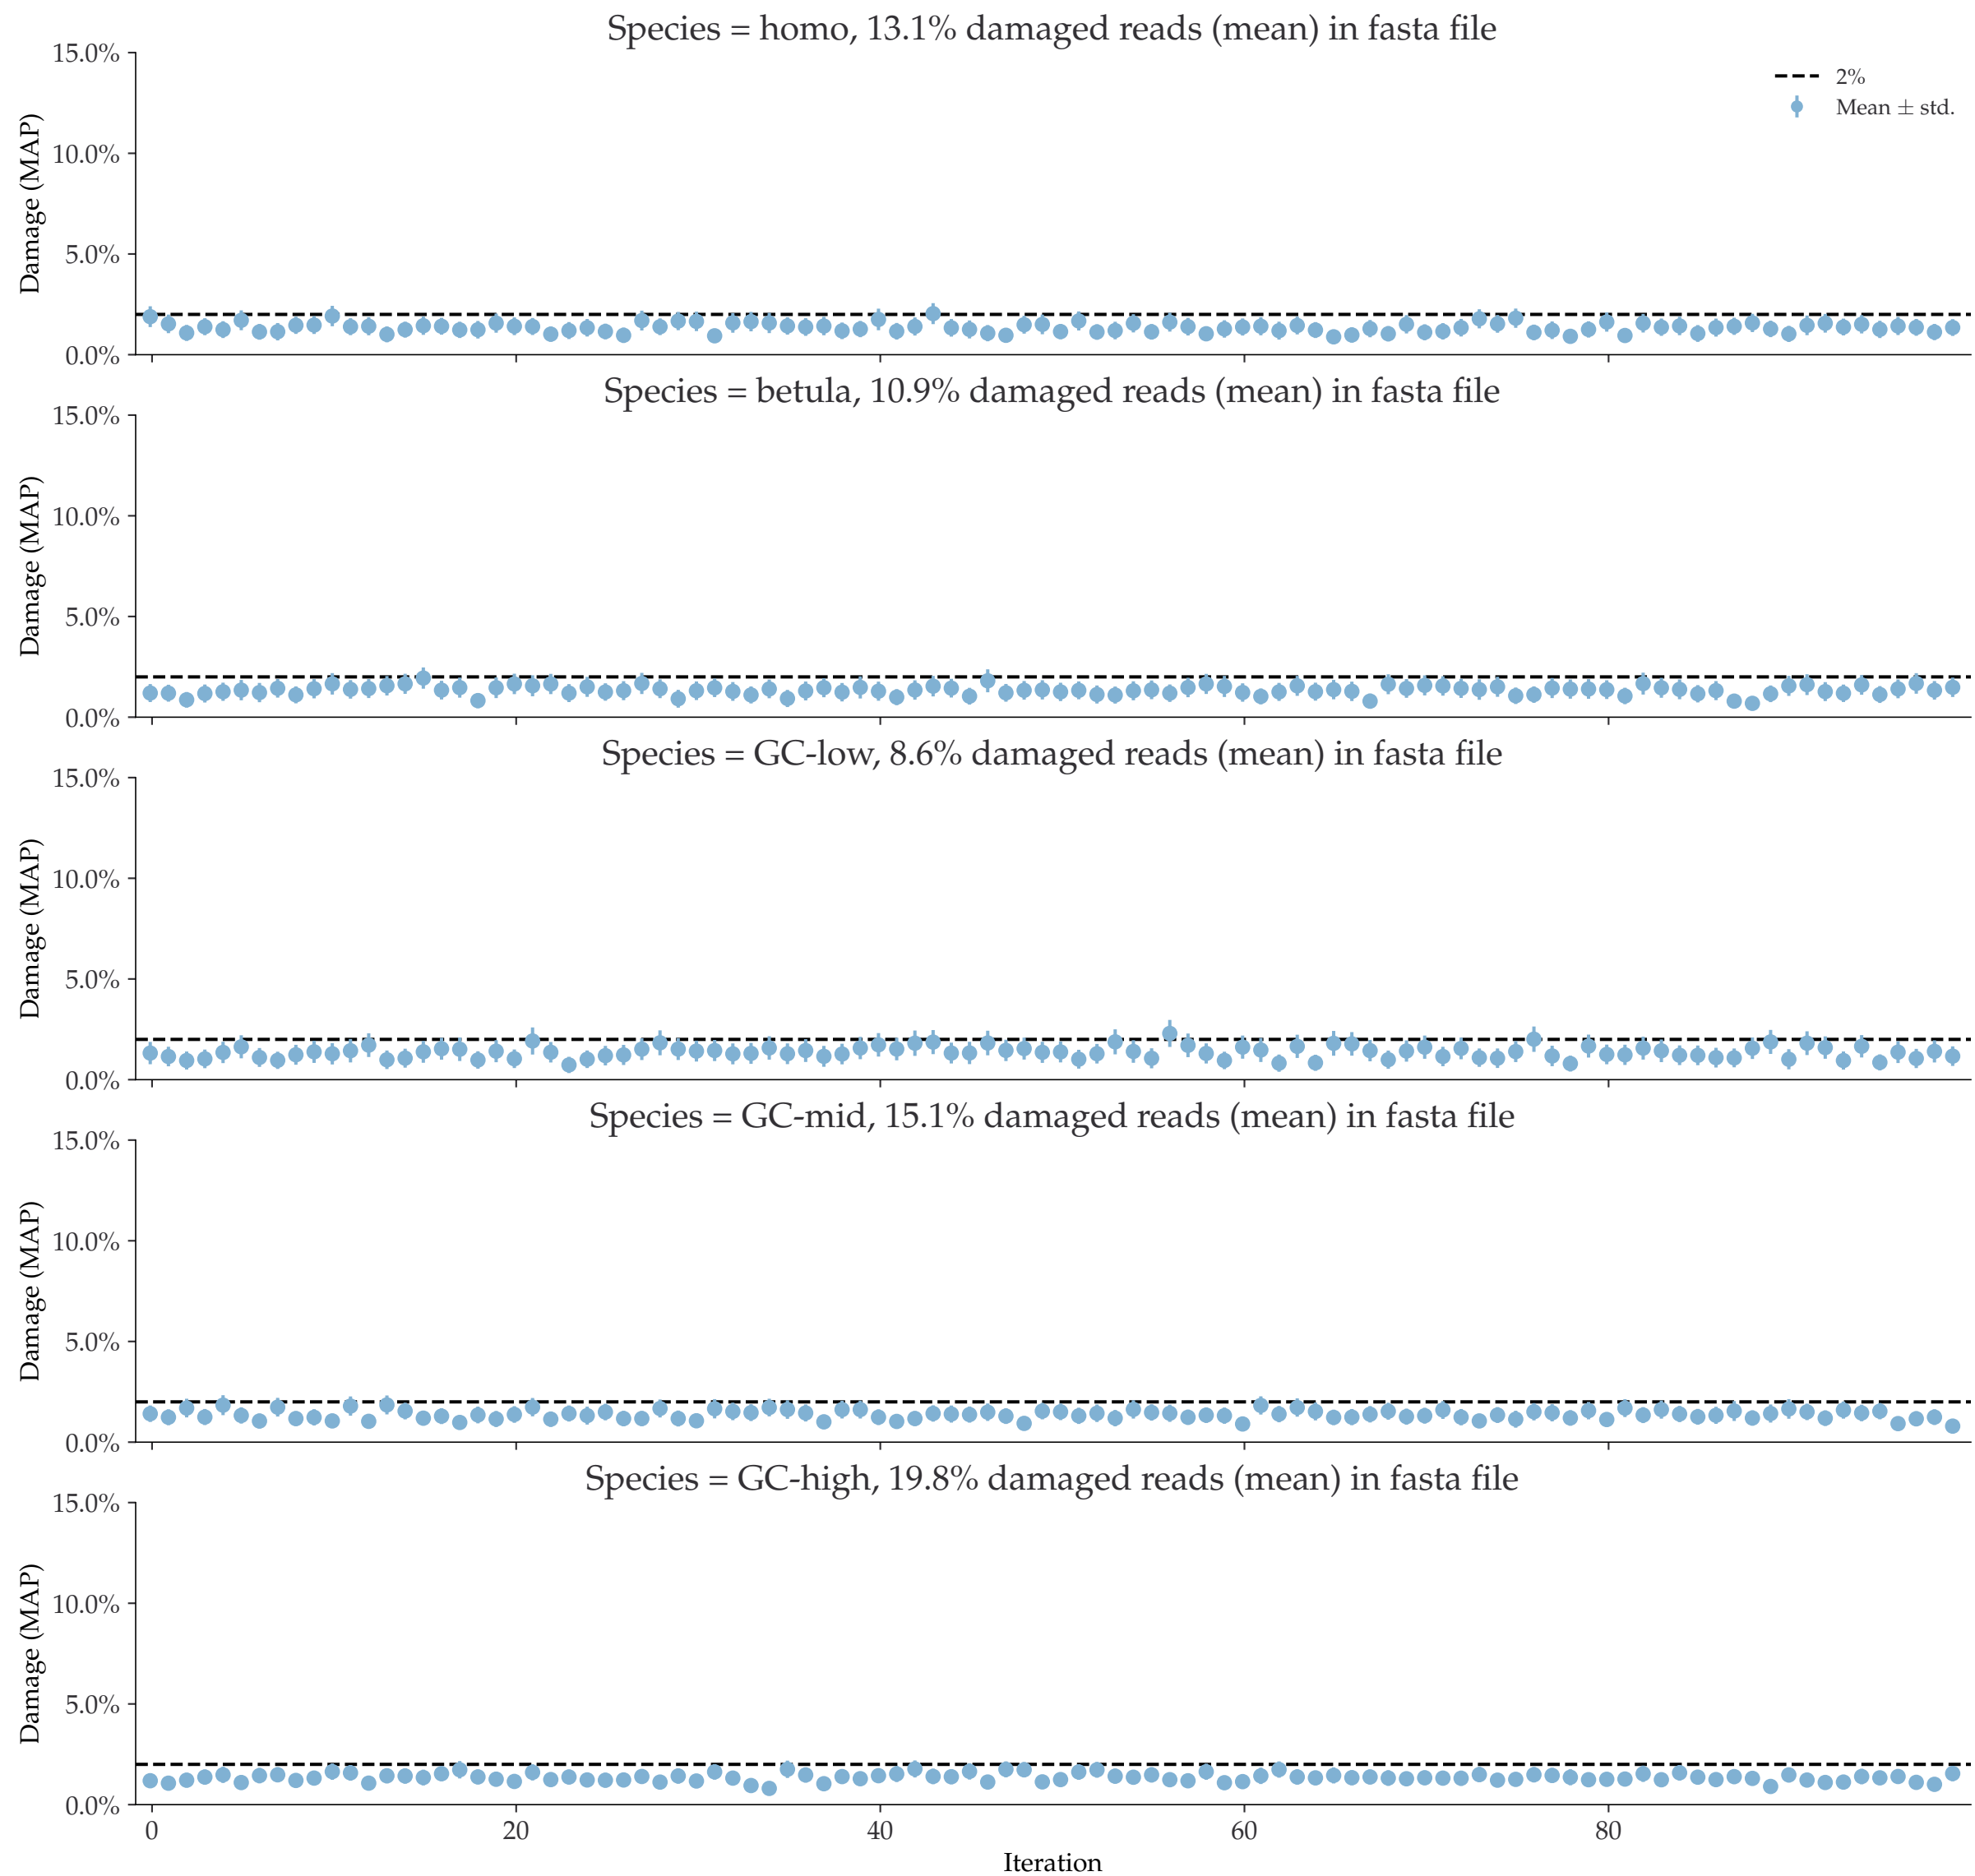 Species = homo, 13.1% damaged reads (mean) in fasta file
15.0%
10.0%
5.0%
0.0%
Damage (MAP)
2%
Mean ± std.
Species = betula, 10.9% damaged reads (mean) in fasta file
15.0%
10.0%
5.0%
0.0%
Damage (MAP)
Species = GC-low, 8.6% damaged reads (mean) in fasta file
15.0%
10.0%
5.0%
0.0%
Damage (MAP)
Species = GC-mid, 15.1% damaged reads (mean) in fasta file
15.0%
10.0%
5.0%
0.0%
Damage (MAP)
Species = GC-high, 19.8% damaged reads (mean) in fasta file
15.0%
10.0%
5.0%
0.0%
Damage (MAP)
0 20 40 60 80
Iteration